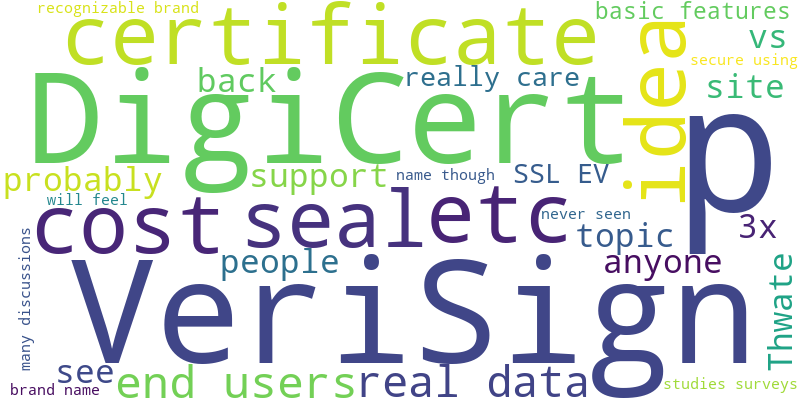 recognizable brand
basic features
certificate
vs
idea
secure using
DigiCert
back
really care
site
p
probably
support
name though
SSL EV
will feel
cost
seal
etc
never seen
topic
3x
many discussions
people
anyone
Thwate
VeriSign
see
end users
real data
brand name
studies surveys